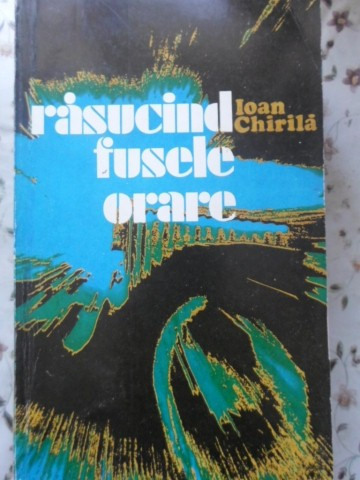 răsucind
fusele
orare
Ioan
Chirilă